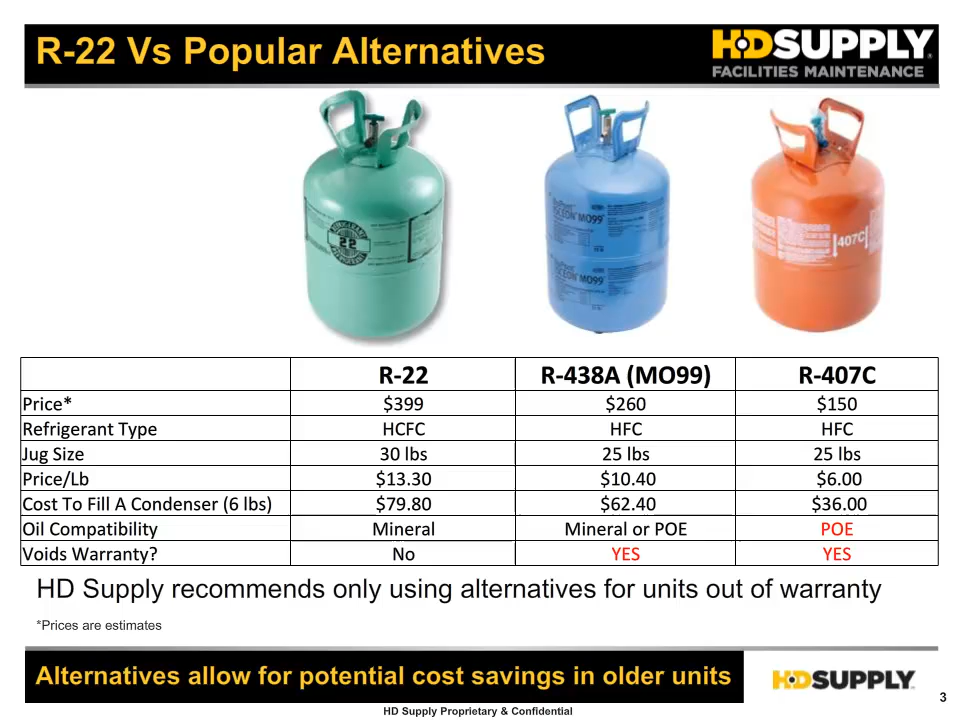 R-22 Vs Popular Alternatives
HDSUPPLY®
FACILITIES MAINTENANCE
REFRIGERANT
22
MO99
MO99
407C
R-22 R-438A (MO99) R-407C
Price* $399 $260 $150
Refrigerant Type HCFC HFC HFC
Jug Size 30 lbs 25 lbs 25 lbs
Price/Lb $13.30 $10.40 $6.00
Cost To Fill A Condenser (6 lbs) $79.80 $62.40 $36.00
Oil Compatibility Mineral Mineral or POE POE
Voids Warranty? No YES YES
HD Supply recommends only using alternatives for units out of warranty
*Prices are estimates
Alternatives allow for potential cost savings in older units
HDSUPPLY.
3
HD Supply Proprietary & Confidential